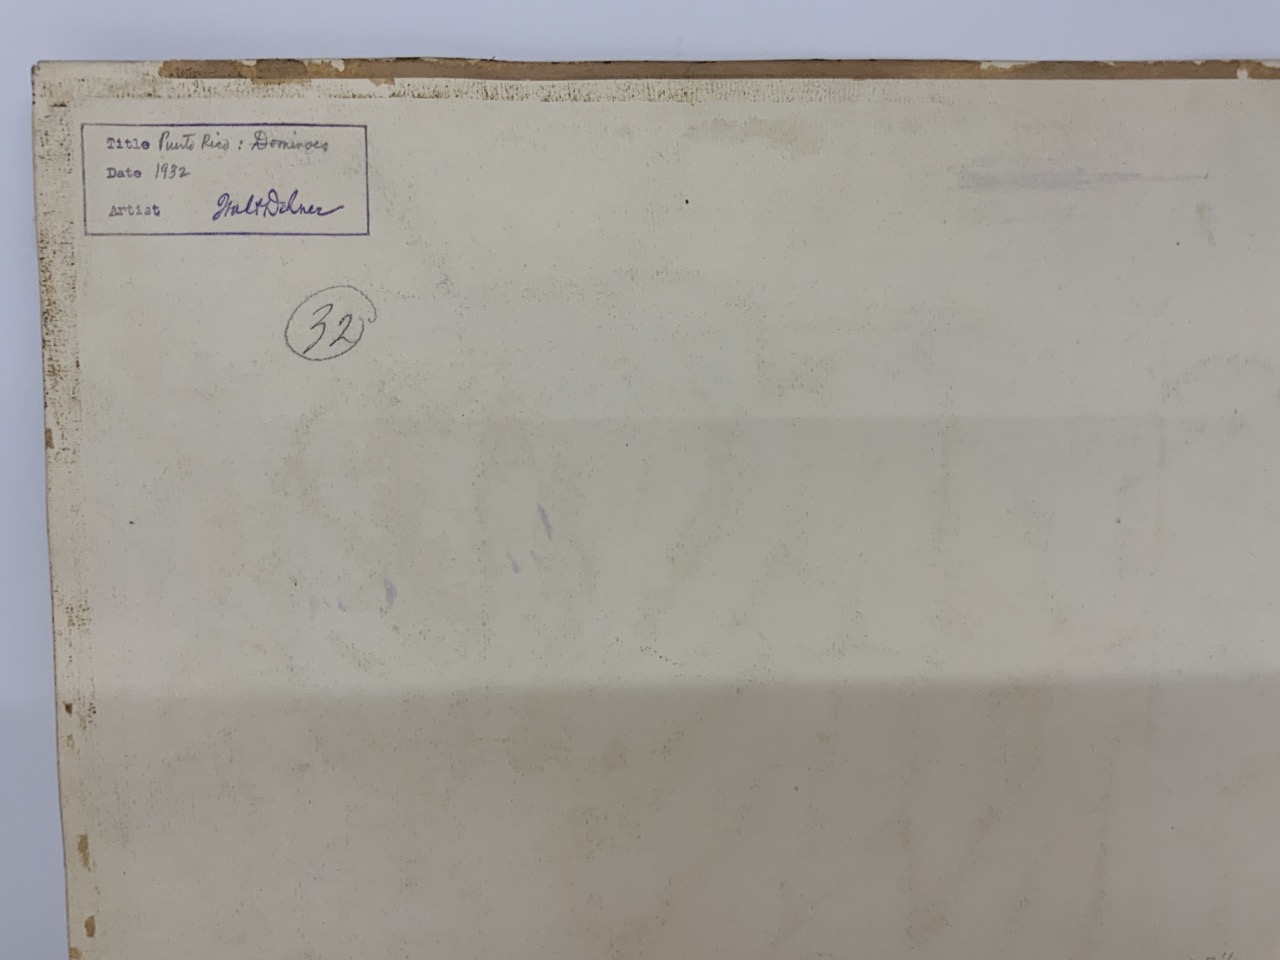 Title Puerto Rico: Dominoes
Date 1932
Artist Walt Dehner
32